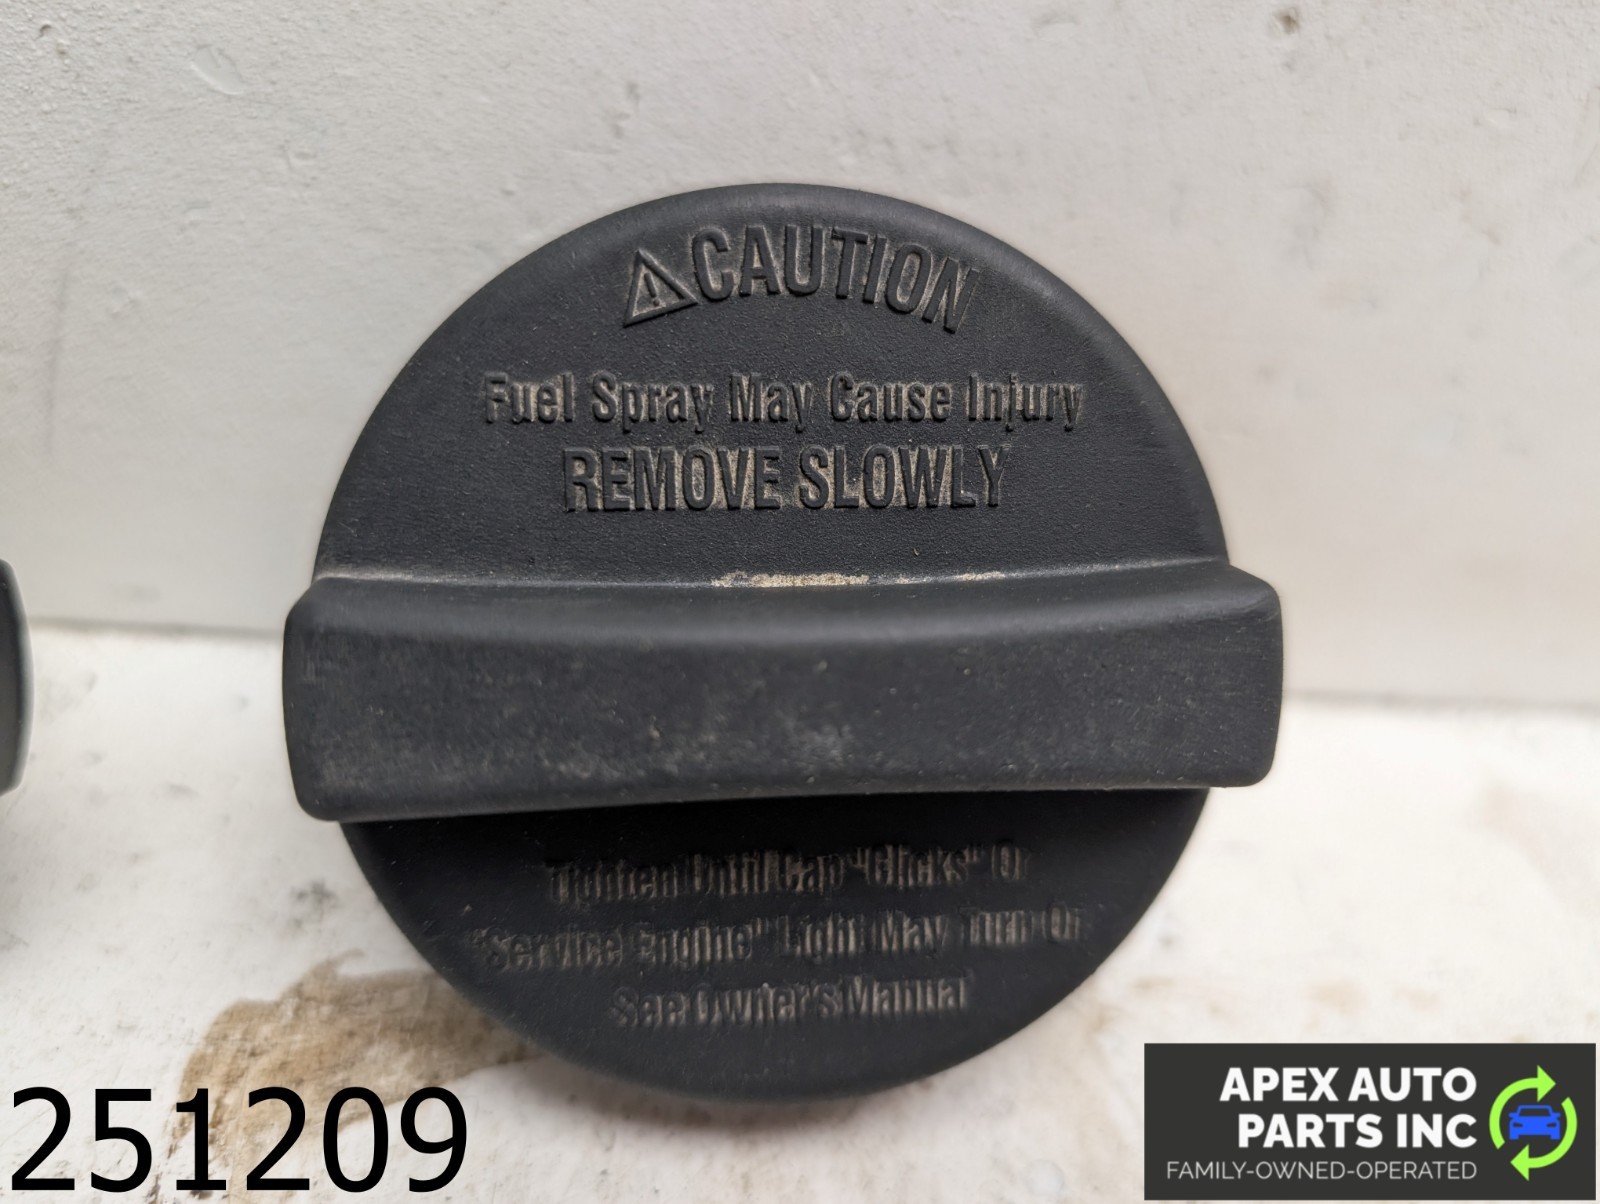 ⚠CAUTION
Fuel Spray May Cause Injury
REMOVE SLOWLY
Tighten Until Cap "Clicks" Or
"Service Engine" Light May Turn On
See Owner's Manual
251209
APEX AUTO
PARTS INC
FAMILY-OWNED-OPERATED